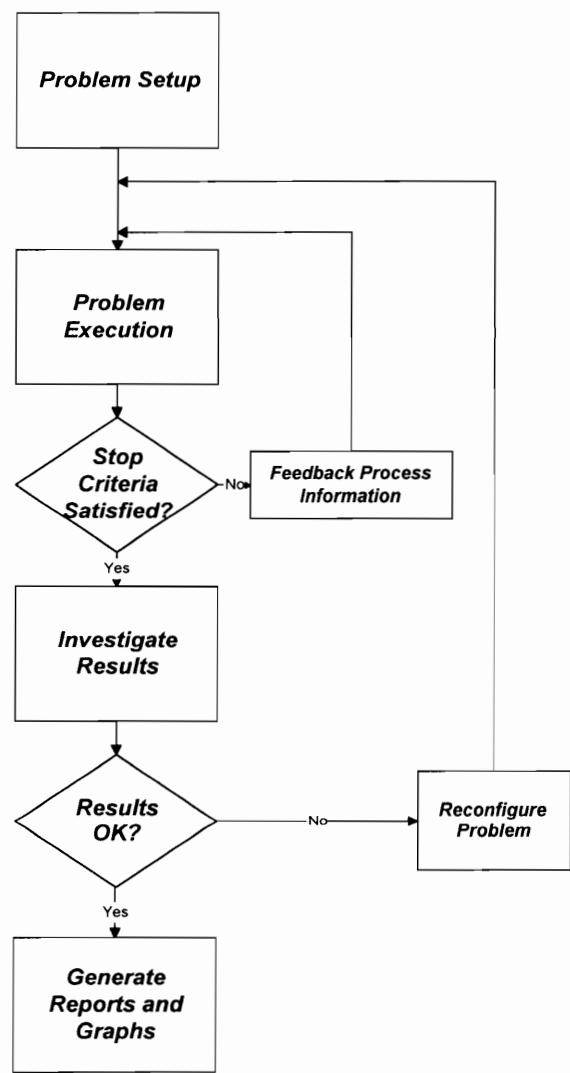 Problem Setup
Problem
Execution
Stop
Criteria
Satisfied?
No
Feedback Process
Information
Yes
Investigate
Results
Results
OK?
No
Reconfigure
Problem
Yes
Generate
Reports and
Graphs